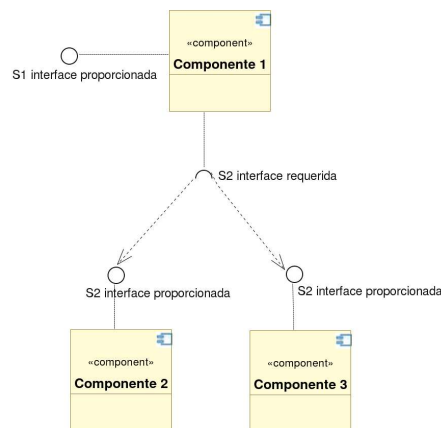 «component»
Componente 1
S1 interface proporcionada
S2 interface requerida
S2 interface proporcionada
S2 interface proporcionada
«component»
Componente 2
«component»
Componente 3